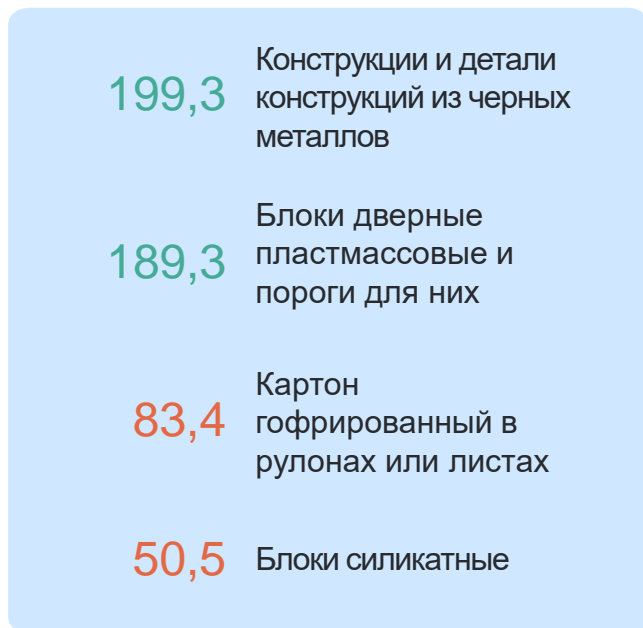 199,3
Конструкции и детали
конструкций из черных
металлов
189,3
Блоки дверные
пластмассовые и
пороги для них
83,4
Картон
гофрированный в
рулонах или листах
50,5
Блоки силикатные